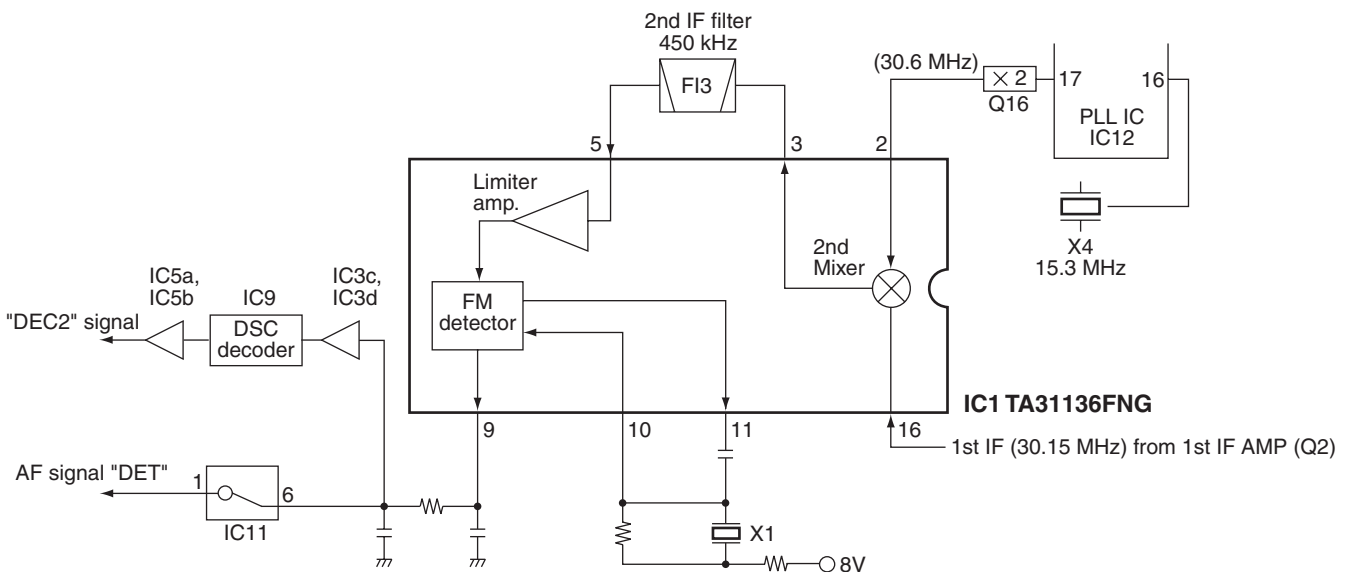 2nd IF filter
450 kHz
FI3
(30.6 MHz)
× 2
Q16
17
16
PLL IC
IC12
X4
15.3 MHz
5
3
2
Limiter
amp.
2nd
Mixer
FM
detector
IC5a,
IC5b
IC9
IC3c,
IC3d
"DEC2" signal
DSC
decoder
IC1 TA31136FNG
9
10
11
16
1st IF (30.15 MHz) from 1st IF AMP (Q2)
AF signal "DET"
1
6
IC11
X1
8V